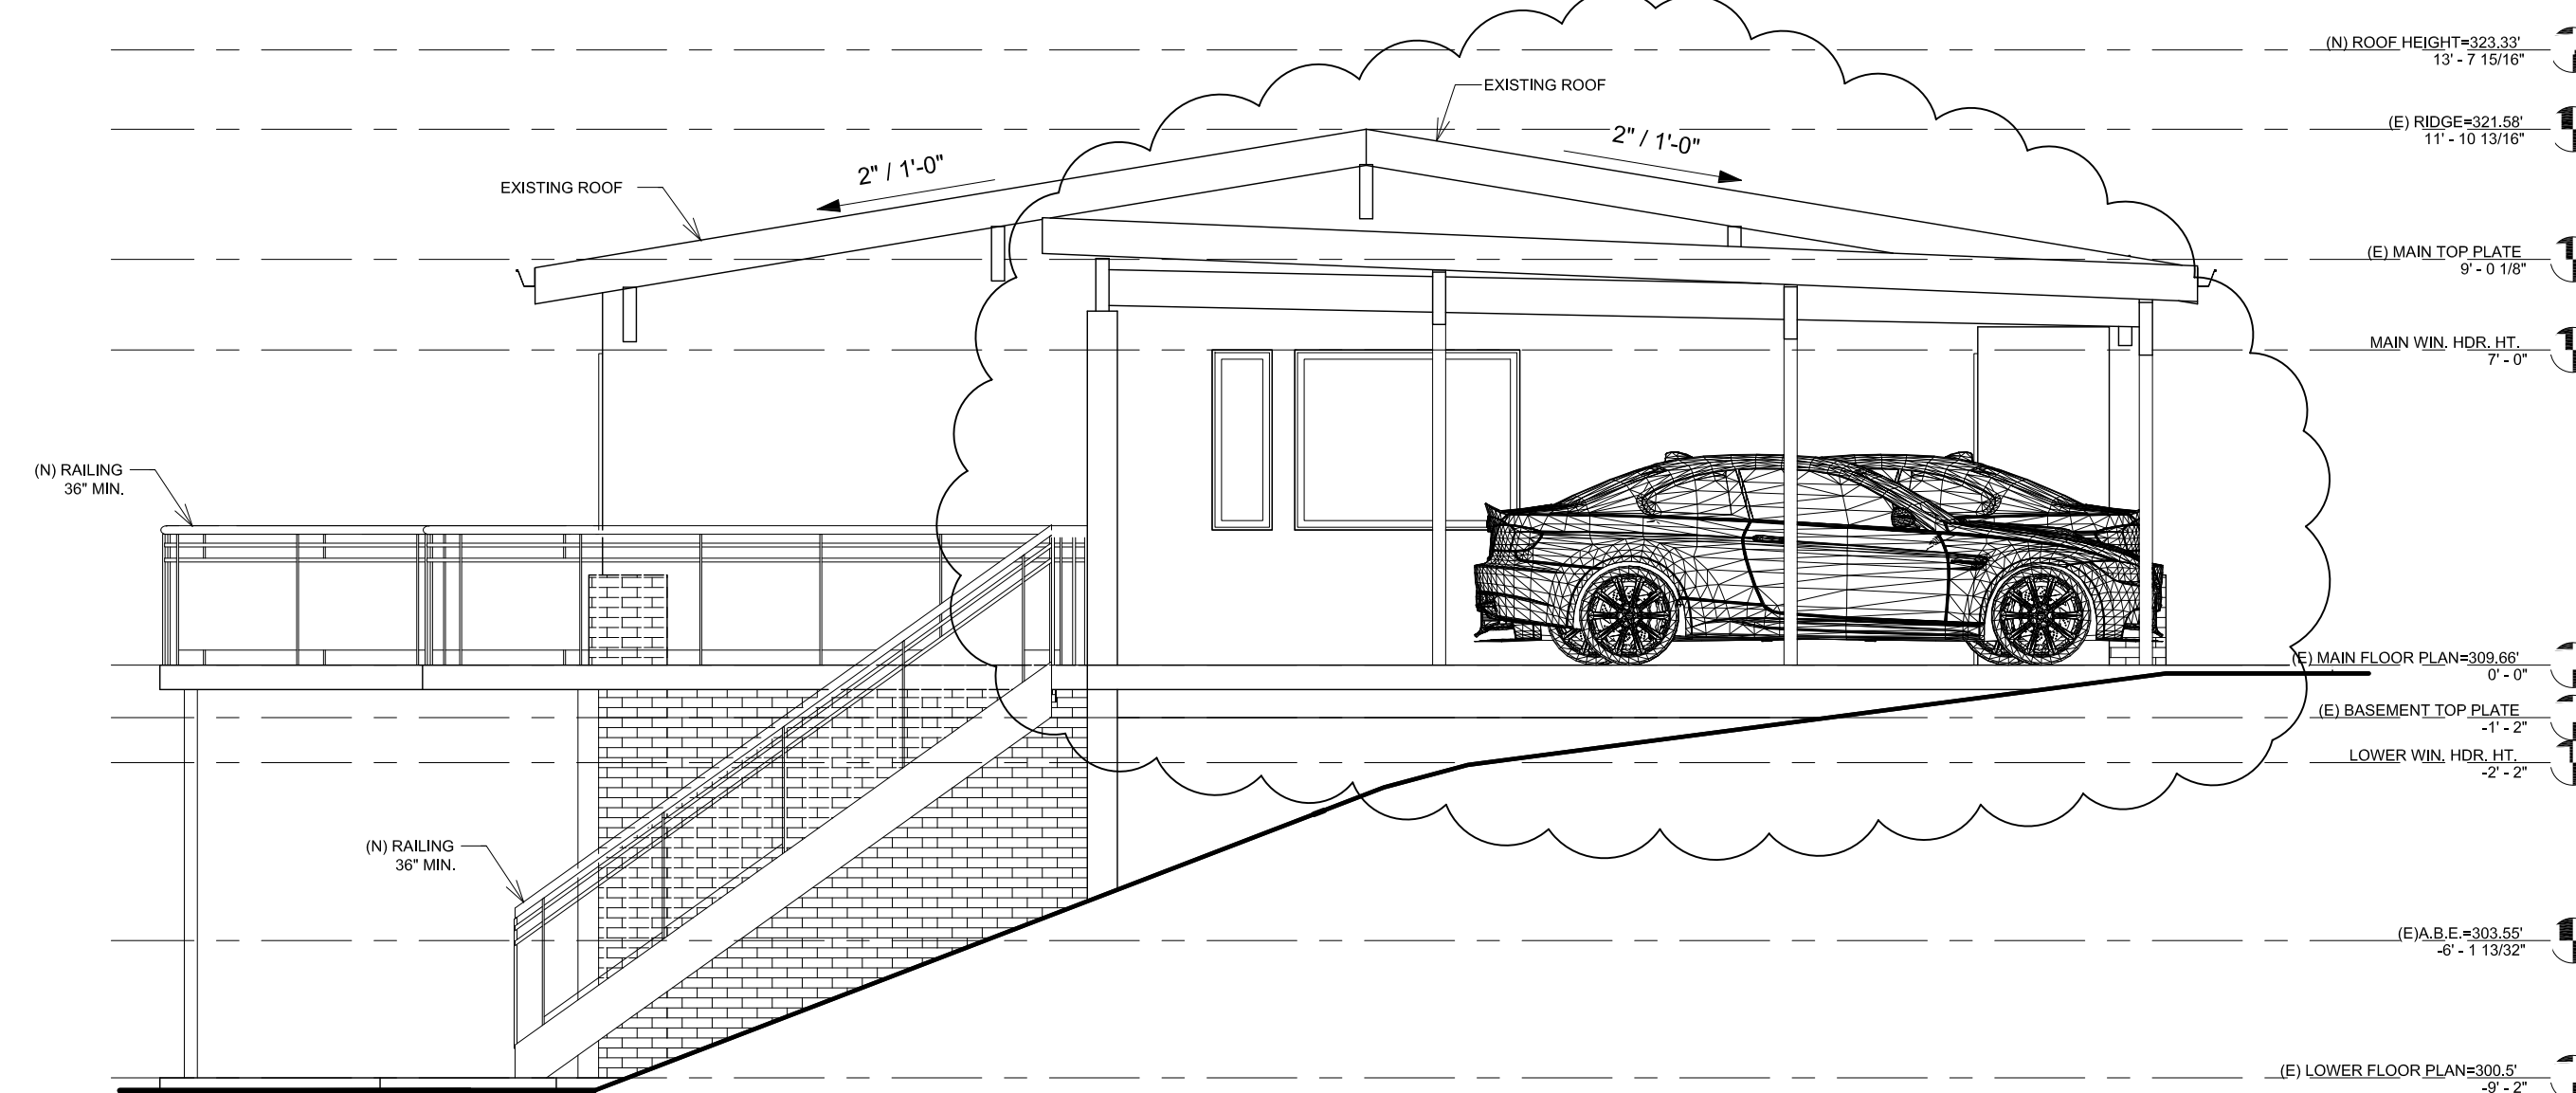 (N) ROOF HEIGHT=323.33'
13' - 7 15/16"
EXISTING ROOF
(E) RIDGE=321.58'
11' - 10 13/16"
2" / 1'-0"
2" / 1'-0"
EXISTING ROOF
(E) MAIN TOP PLATE
9' - 0 1/8"
MAIN WIN. HDR. HT.
7' - 0"
(N) RAILING
36" MIN.
(E) MAIN FLOOR PLAN=309.66'
0' - 0"
(E) BASEMENT TOP PLATE
-1' - 2"
LOWER WIN. HDR. HT.
-2' - 2"
(N) RAILING
36" MIN.
(E)A.B.E.=303.55'
-6' - 1 13/32"
(E) LOWER FLOOR PLAN=300.5'
-9' - 2"